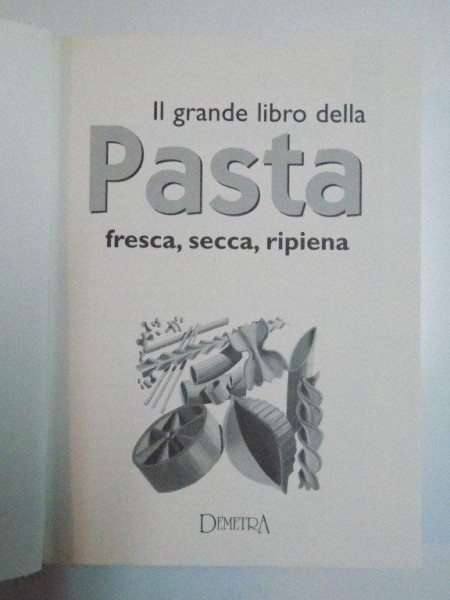 Il grande libro della
Pasta
fresca, secca, ripiena
DEMETRA